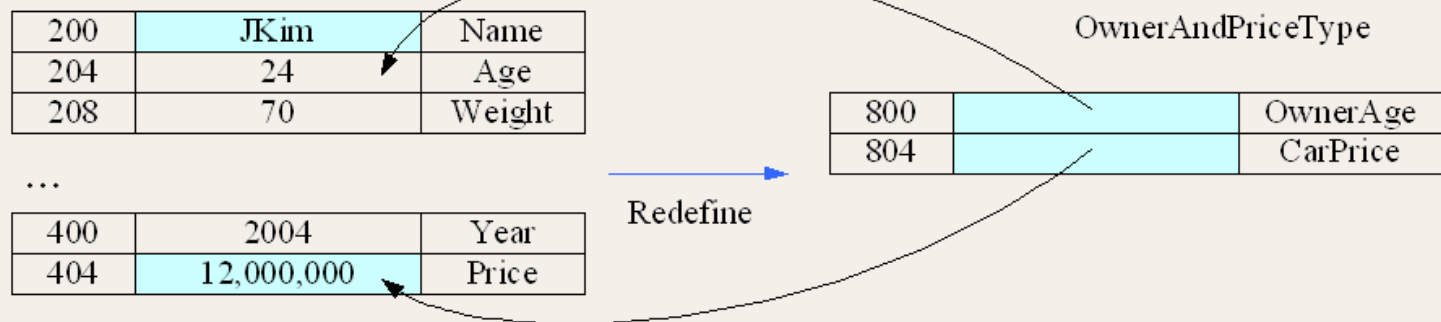 200 JKim Name
204 24 Age
208 70 Weight
...
400 2004 Year
404 12,000,000 Price
Redefine
OwnerAndPriceType
800 OwnerAge
804 CarPrice